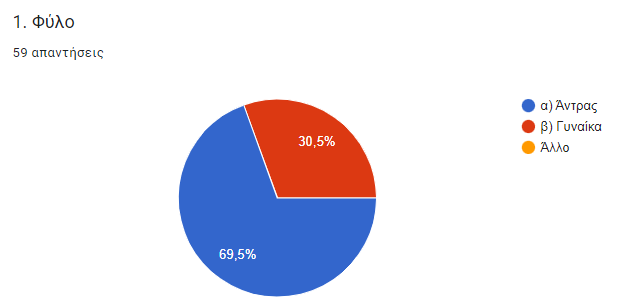 1. Φύλο
59 απαντήσεις
α) Άντρας
β) Γυναίκα
Άλλο
30,5%
69,5%